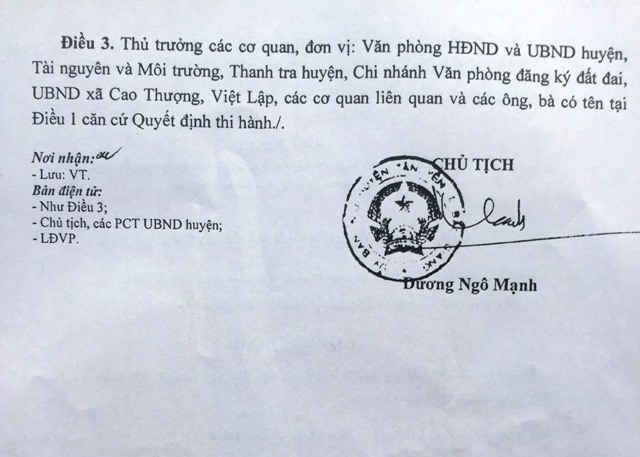 Điều 3. Thủ trưởng các cơ quan, đơn vị: Văn phòng HĐND và UBND huyện,
Tài nguyên và Môi trường, Thanh tra huyện, Chi nhánh Văn phòng đăng ký đất đai,
UBND xã Cao Thượng, Việt Lập, các cơ quan liên quan và các ông, bà có tên tại
Điều 1 căn cứ Quyết định thi hành./.
Nơi nhận:
- Lưu: VT.
Bản điện tử:
- Như Điều 3;
- Chủ tịch, các PCT UBND huyện;
- LĐVP.
CHỦ TỊCH
Dương Ngô Mạnh